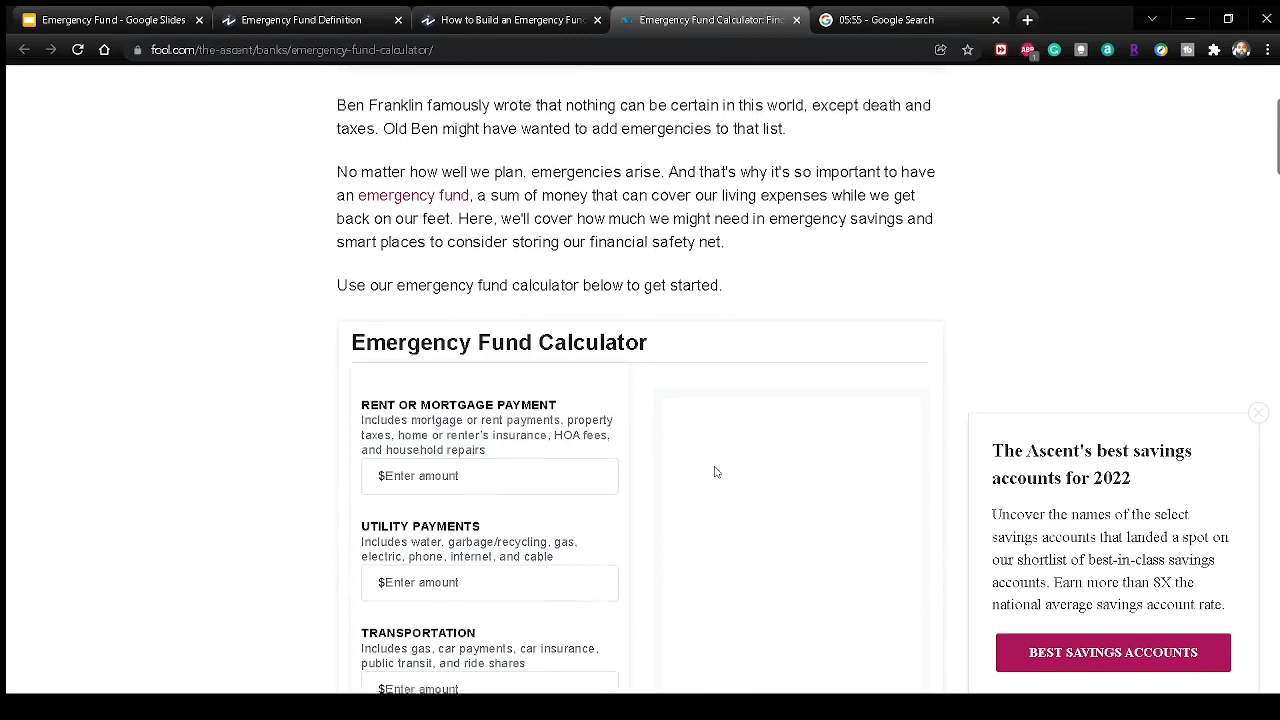 Emergency Fund - Google Slides
Emergency Fund Definition
How to Build an Emergency Func
Emergency Fund Calculator: Finc
05:55 - Google Search
fool.com/the-ascent/banks/emergency-fund-calculator/
Ben Franklin famously wrote that nothing can be certain in this world, except death and
taxes. Old Ben might have wanted to add emergencies to that list.
No matter how well we plan, emergencies arise. And that's why it's so important to have
an emergency fund, a sum of money that can cover our living expenses while we get
back on our feet. Here, we'll cover how much we might need in emergency savings and
smart places to consider storing our financial safety net.
Use our emergency fund calculator below to get started.
Emergency Fund Calculator
RENT OR MORTGAGE PAYMENT
Includes mortgage or rent payments, property
taxes, home or renter's insurance, HOA fees,
and household repairs
$Enter amount
UTILITY PAYMENTS
Includes water, garbage/recycling, gas,
electric, phone, internet, and cable
$Enter amount
TRANSPORTATION
Includes gas, car payments, car insurance,
public transit, and ride shares
$Enter amount
The Ascent's best savings
accounts for 2022
Uncover the names of the select
savings accounts that landed a spot on
our shortlist of best-in-class savings
accounts. Earn more than 8X the
national average savings account rate.
BEST SAVINGS ACCOUNTS